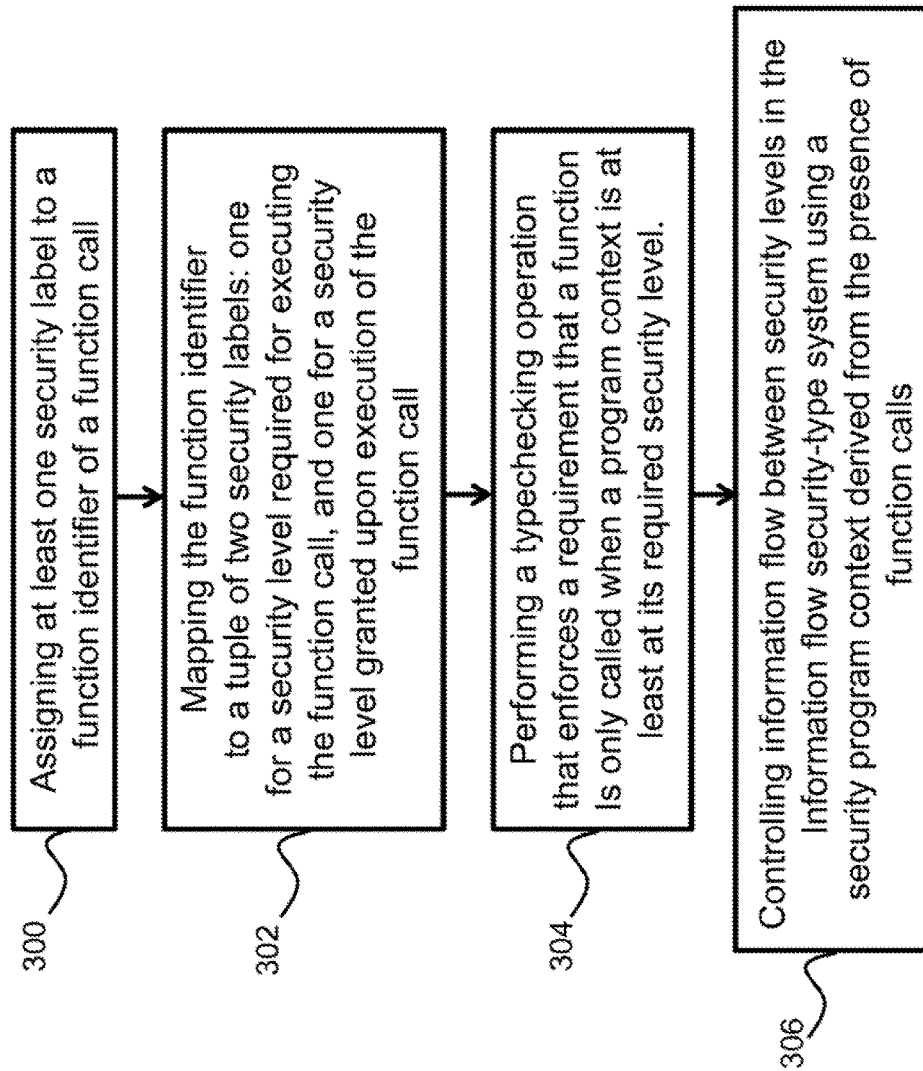 300
Assigning at least one security label to a
function identifier of a function call
302
Mapping the function identifier
to a tuple of two security labels: one
for a security level required for executing
the function call, and one for a security
level granted upon execution of the
function call
304
Performing a typechecking operation
that enforces a requirement that a function
Is only called when a program context is at
least at its required security level.
306
Controlling information flow between security levels in the
Information flow security-type system using a
security program context derived from the presence of
function calls